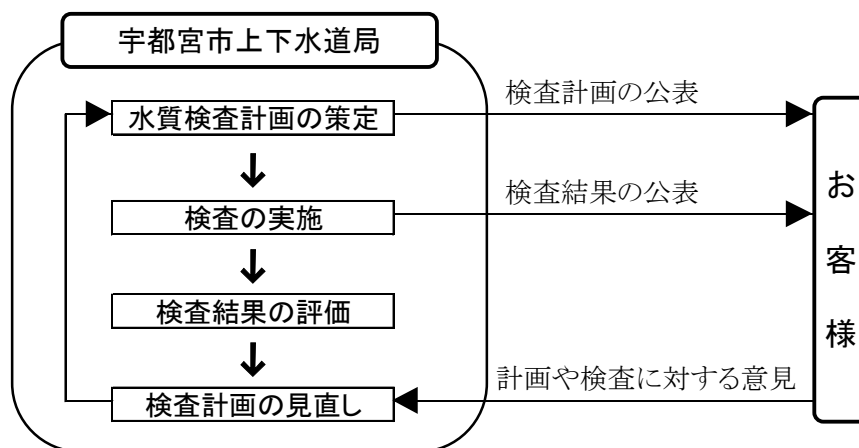 宇都宮市上下水道局
水質検査計画の策定
検査計画の公表
検査の実施
検査結果の公表
検査結果の評価
検査計画の見直し
計画や検査に対する意見
お客様